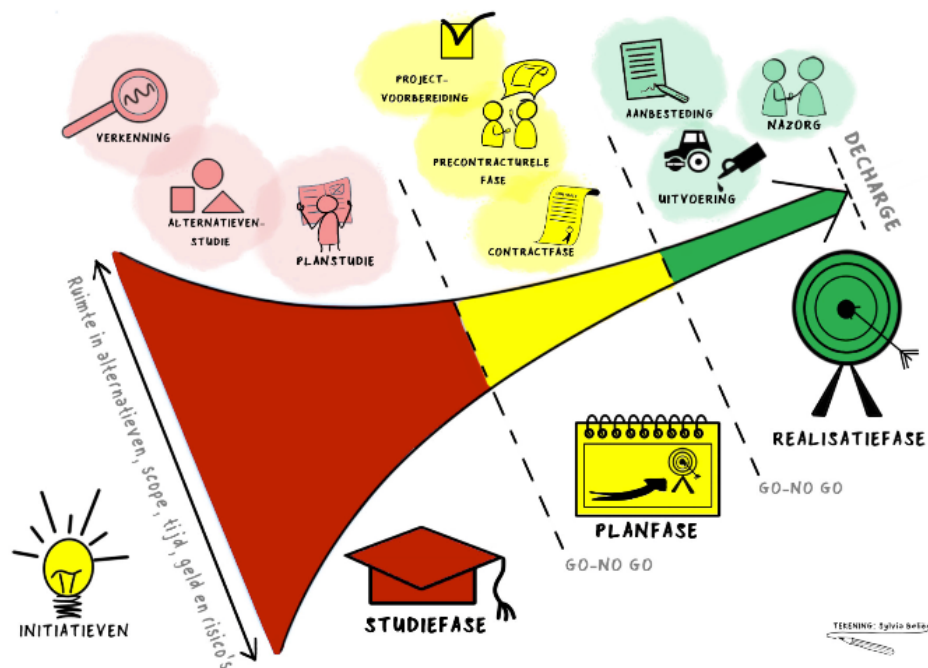 VERKENNING
ALTERNATIEVEN-
STUDIE
PLANSTUDIE
PROJECT-
VOORBEREIDING
PRECONTRACTURELE
FASE
CONTRACTFASE
AANBESTEDING
UITVOERING
NAZORG
DECHARGE
Ruimte in alternatieven, scope, tijd, geld en risico's
INITIATIEVEN
STUDIEFASE
GO-NO GO
PLANFASE
GO-NO GO
REALISATIEFASE
TEKENING: Sylvia